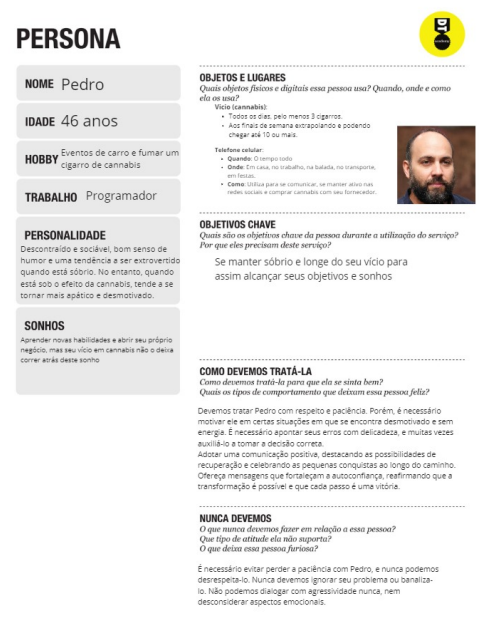 PERSONA
NOME Pedro
IDADE 46 anos
HOBBY Eventos de carro e fumar um
cigarro de cannabis
TRABALHO Programador
PERSONALIDADE
Descontraído e sociável, bom senso de
humor e uma tendência a ser extrovertido
quando está sóbrio. No entanto, quando
está sob o efeito da cannabis, tende a se
tornar mais apático e desmotivado.
SONHOS
Aprender novas habilidades e abrir seu próprio
negócio, mas seu vício em cannabis não o deixa
correr atrás deste sonho
DT
OBJETOS E LUGARES
Quais objetos físicos e digitais essa pessoa usa? Quando, onde e como
ela os usa?
Vício (cannabis):
• Todos os dias, pelo menos 3 cigarros.
• Aos finais de semana extrapolando e podendo
chegar até 10 ou mais.
Telefone celular:
• Quando: O tempo todo
• Onde: Em casa, no trabalho, na balada, no transporte,
em festas.
• Como: Utiliza para se comunicar, se manter ativo nas
redes sociais e comprar cannabis com seu fornecedor.
OBJETIVOS CHAVE
Quais são os objetivos chave da pessoa durante a utilização do serviço?
Por que eles precisam deste serviço?
Se manter sóbrio e longe do seu vício para
assim alcançar seus objetivos e sonhos
COMO DEVEMOS TRATÁ-LA
Como devemos tratá-la para que ela se sinta bem?
Quais os tipos de comportamento que deixam essa pessoa feliz?
Devemos tratar Pedro com respeito e paciência. Porém, é necessário
motivar ele em certas situações em que se encontra desmotivado e sem
energia. É necessário apontar seus erros com delicadeza, e muitas vezes
auxiliá-lo a tomar a decisão correta.
Adotar uma comunicação positiva, destacando as possibilidades de
recuperação e celebrando as pequenas conquistas ao longo do caminho.
Ofereça mensagens que fortaleçam a autoconfiança, reafirmando que a
transformação é possível e que cada passo é uma vitória.
NUNCA DEVEMOS
O que nunca devemos fazer em relação a essa pessoa?
Que tipo de atitude ela não suporta?
O que deixa essa pessoa furiosa?
É necessário evitar perder a paciência com Pedro, e nunca podemos
desrespeita-lo. Nunca devemos ignorar seu problema ou banaliza-
lo. Não podemos dialogar com agressividade nunca, nem
desconsiderar aspectos emocionais.